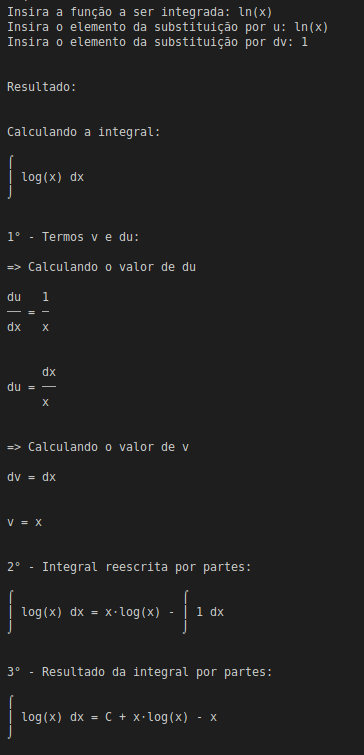 Insira a função a ser integrada: ln(x)
Insira o elemento da substituição por u: ln(x)
Insira o elemento da substituição por dv: 1
Resultado:
Calculando a integral:
⌠
⎮ log(x) dx
⌡
1° - Termos v e du:
=> Calculando o valor de du
du   1
── = ─
dx   x
     dx
du = ──
     x
=> Calculando o valor de v
dv = dx
v = x
2° - Integral reescrita por partes:
⌠                        ⌠
⎮ log(x) dx = x⋅log(x) - ⎮ 1 dx
⌡                        ⌡
3° - Resultado da integral por partes:
⌠
⎮ log(x) dx = C + x⋅log(x) - x
⌡